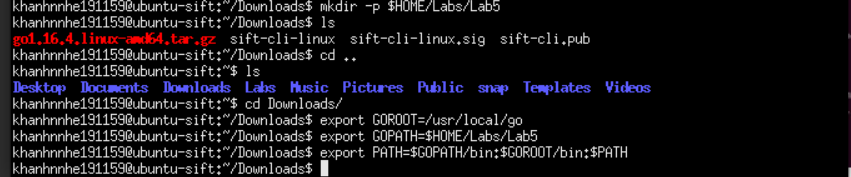 khanhnnhe191159@ubuntu-sift:~/Downloads$ mkdir -p $HOME/Labs/Lab5
khanhnnhe191159@ubuntu-sift:~/Downloads$ ls
go1.16.4.linux-amd64.tar.gz  sift-cli-linux  sift-cli-linux.sig  sift-cli.pub
khanhnnhe191159@ubuntu-sift:~/Downloads$ cd ..
khanhnnhe191159@ubuntu-sift:~$ ls
Desktop  Documents  Downloads  Labs  Music  Pictures  Public  snap  Templates  Videos
khanhnnhe191159@ubuntu-sift:~$ cd Downloads/
khanhnnhe191159@ubuntu-sift:~/Downloads$ export GOROOT=/usr/local/go
khanhnnhe191159@ubuntu-sift:~/Downloads$ export GOPATH=$HOME/Labs/Lab5
khanhnnhe191159@ubuntu-sift:~/Downloads$ export PATH=$GOPATH/bin:$GOROOT/bin:$PATH
khanhnnhe191159@ubuntu-sift:~/Downloads$